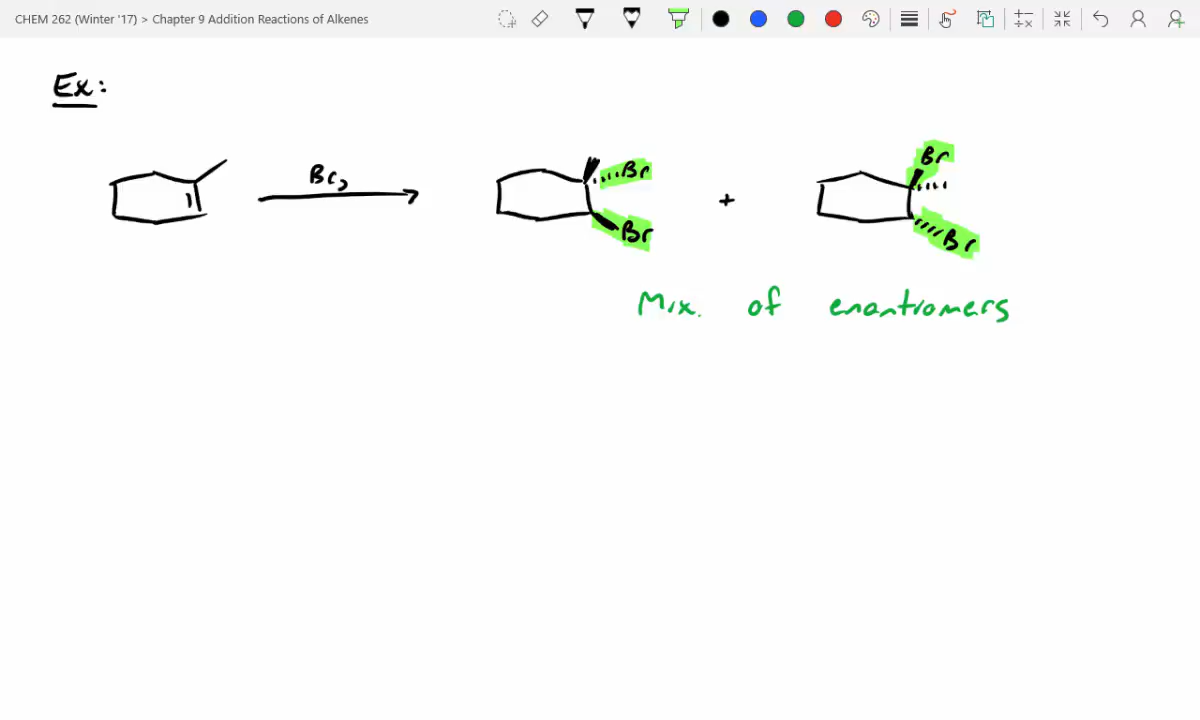 CHEM 262 (Winter '17) > Chapter 9 Addition Reactions of Alkenes
Ex:
Br₂
Br
Br
+
Br
Br
Mix. of enantiomers